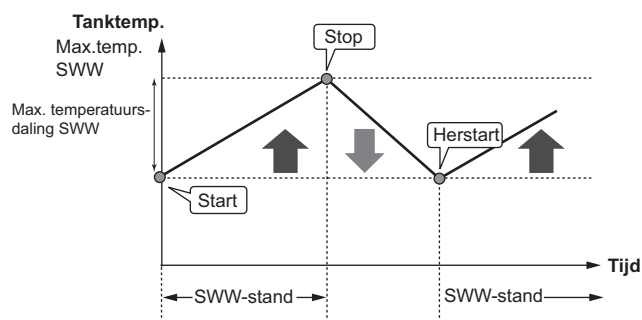 Tanktemp.
Max.temp.
SWW
Stop
Max. temperatuurs-
daling SWW
Herstart
Start
Tijd
SWW-stand
SWW-stand